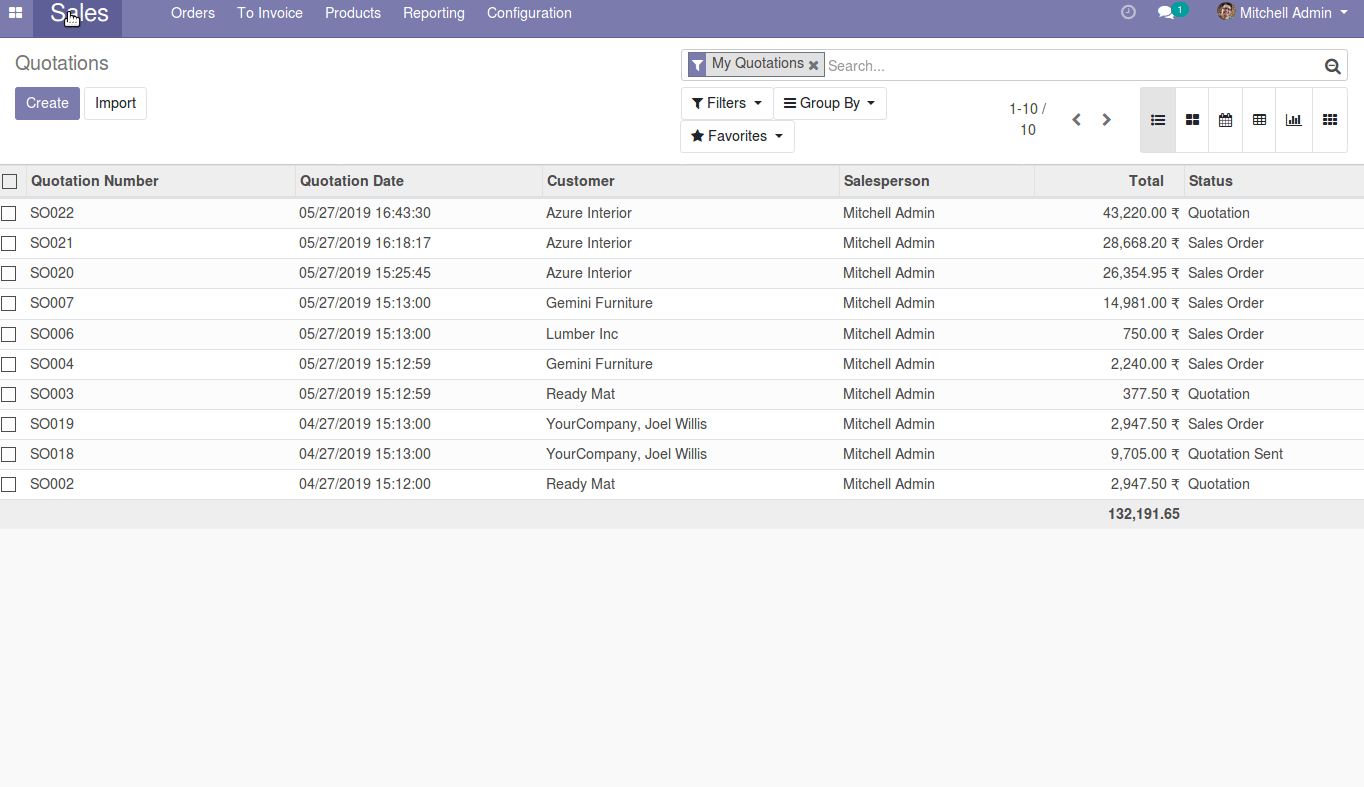 Sales Orders To Invoice Products Reporting Configuration 1 Mitchell Admin
Quotations
My Quotations Search...
Create Import
Filters Group By
Favorites
1-10 /
10
Quotation Number Quotation Date Customer Salesperson Total Status
SO022 05/27/2019 16:43:30 Azure Interior Mitchell Admin 43,220.00 ₹ Quotation
SO021 05/27/2019 16:18:17 Azure Interior Mitchell Admin 28,668.20 ₹ Sales Order
SO020 05/27/2019 15:25:45 Azure Interior Mitchell Admin 26,354.95 ₹ Sales Order
SO007 05/27/2019 15:13:00 Gemini Furniture Mitchell Admin 14,981.00 ₹ Sales Order
SO006 05/27/2019 15:13:00 Lumber Inc Mitchell Admin 750.00 ₹ Sales Order
SO004 05/27/2019 15:12:59 Gemini Furniture Mitchell Admin 2,240.00 ₹ Sales Order
SO003 05/27/2019 15:12:59 Ready Mat Mitchell Admin 377.50 ₹ Quotation
SO019 04/27/2019 15:13:00 YourCompany, Joel Willis Mitchell Admin 2,947.50 ₹ Sales Order
SO018 04/27/2019 15:13:00 YourCompany, Joel Willis Mitchell Admin 9,705.00 ₹ Quotation Sent
SO002 04/27/2019 15:12:00 Ready Mat Mitchell Admin 2,947.50 ₹ Quotation
132,191.65